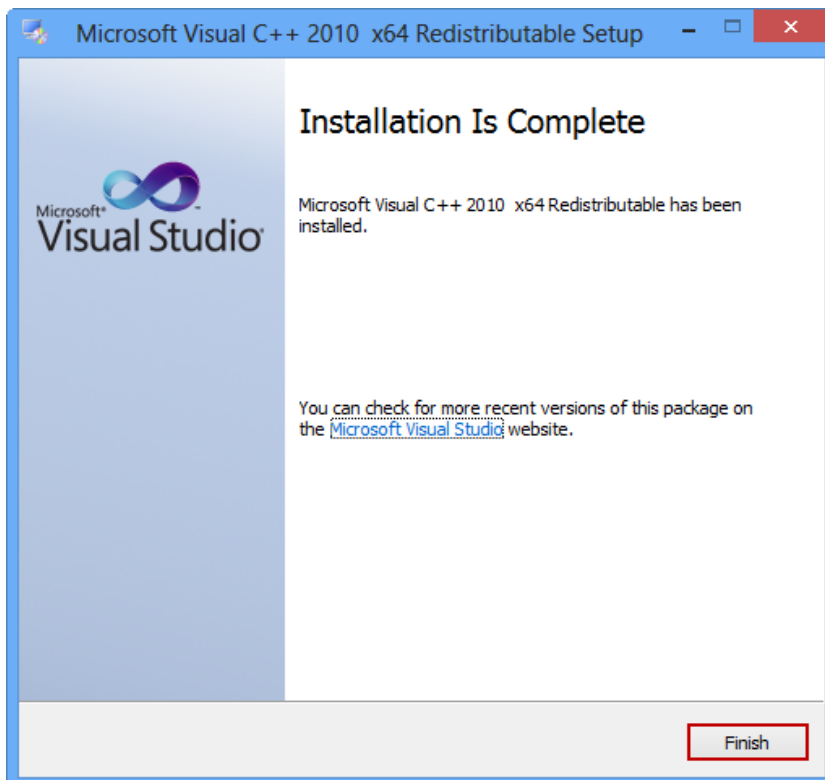 Microsoft Visual C++ 2010  x64 Redistributable Setup
Installation Is Complete
Microsoft®
Visual Studio®
Microsoft Visual C++ 2010  x64 Redistributable has been
installed.
You can check for more recent versions of this package on
the Microsoft Visual Studio website.
Finish